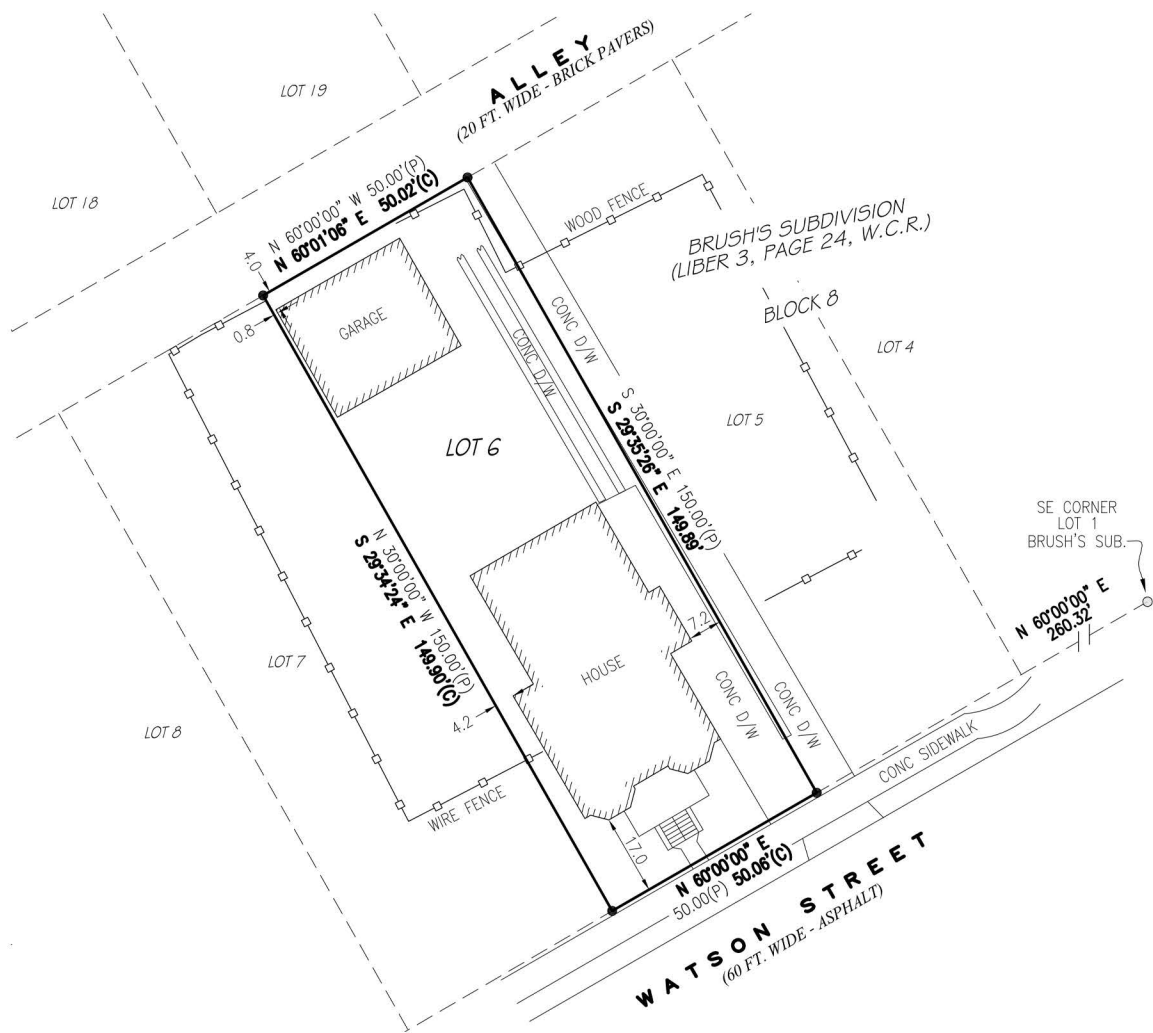 LOT 19
ALLEY
(20 FT. WIDE - BRICK PAVERS)
LOT 18
N 60°00'00" W 50.00'(P)
N 60°01'06" E 50.02'(C)
4.0
0.8
GARAGE
WOOD FENCE
BRUSH'S SUBDIVISION
(LIBER 3, PAGE 24, W.C.R.)
BLOCK 8
CONC D/W
CONC D/W
LOT 4
LOT 5
LOT 6
S 30°00'00" E 150.00'(P)
S 29°35'26" E 149.89'
SE CORNER
LOT 1
BRUSH'S SUB.
N 60°00'00" E
260.32'
N 30°00'00" W 150.00'(P)
S 29°34'24" E 149.90'(C)
LOT 7
LOT 8
HOUSE
7.2
4.2
CONC D/W
CONC D/W
CONC SIDEWALK
WIRE FENCE
17.0
N 60°00'00" E
50.00(P) 50.06'(C)
WATSON STREET
(60 FT. WIDE - ASPHALT)